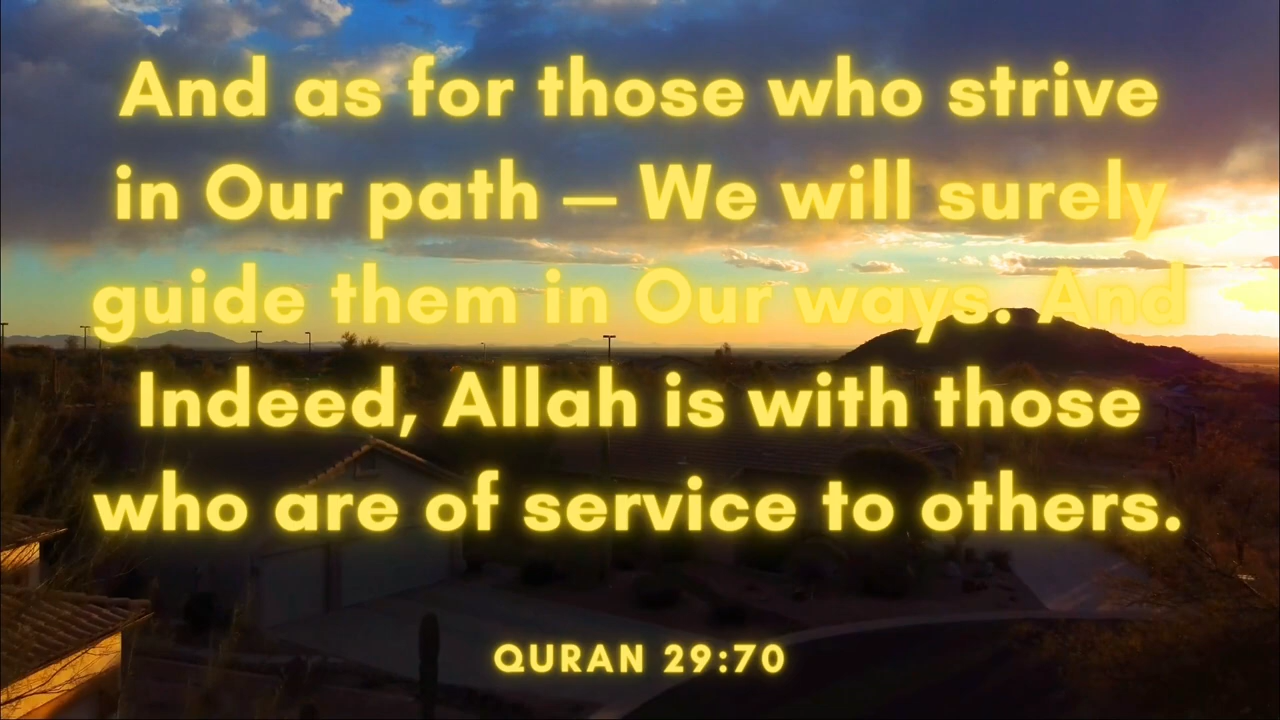 And as for those who strive
in Our path — We will surely
guide them in Our ways. And
Indeed, Allah is with those
who are of service to others.
QURAN 29:70